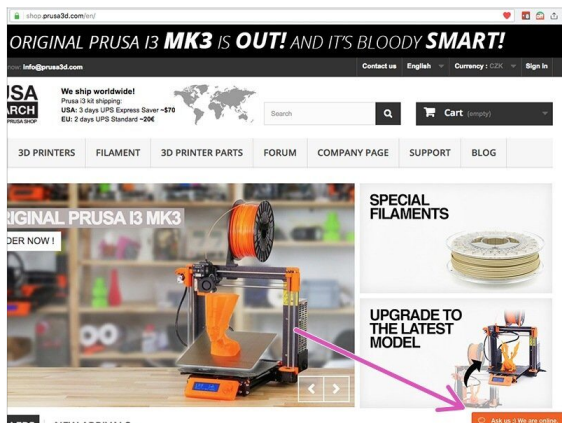 shop.prusa3d.com/en/
ORIGINAL PRUSA I3 MK3 IS OUT! AND IT'S BLOODY SMART!
now: info@prusa3d.com
Contact us English Currency : CZK Sign in
USA
ARCH
PRUSA SHOP
We ship worldwide!
Prusa i3 kit shipping:
USA: 3 days UPS Express Saver ~$70
EU: 2 days UPS Standard ~20€
Search
Cart (empty)
3D PRINTERS FILAMENT 3D PRINTER PARTS FORUM COMPANY PAGE SUPPORT BLOG
ORIGINAL PRUSA I3 MK3
DER NOW !
SPECIAL
FILAMENTS
UPGRADE TO
THE LATEST
MODEL
Ask us :) We are online.
NEW ARRIVALS